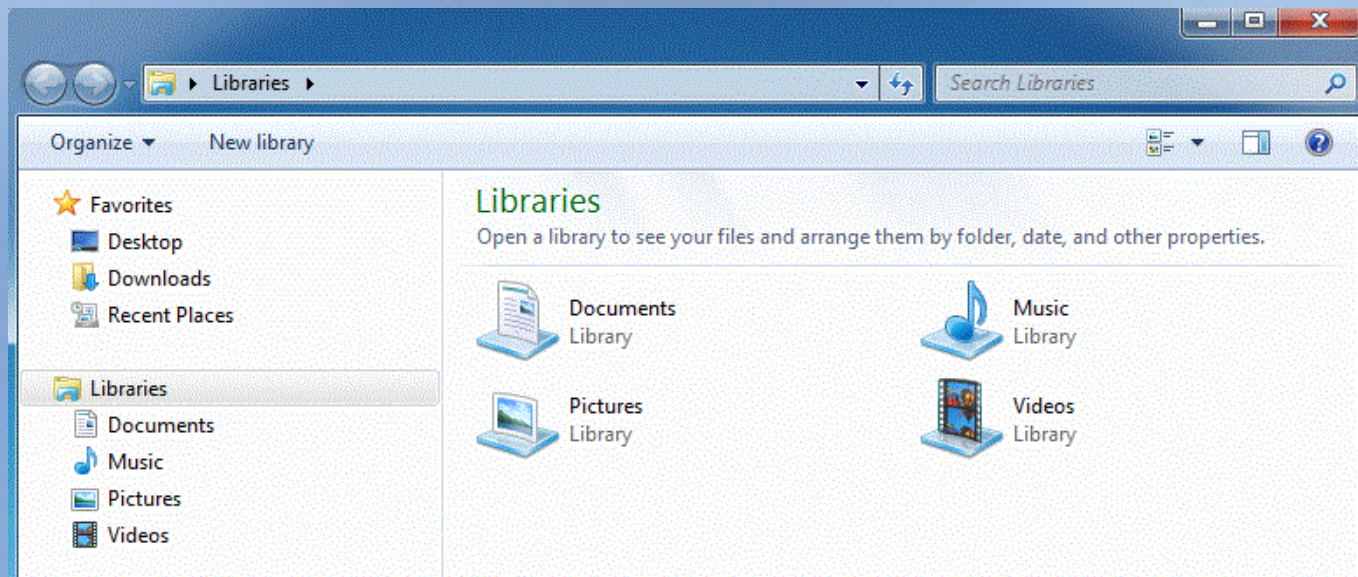 Libraries
Search Libraries
Organize
New library
Favorites
Desktop
Downloads
Recent Places
Libraries
Documents
Music
Pictures
Videos
Libraries
Open a library to see your files and arrange them by folder, date, and other properties.
Documents
Library
Music
Library
Pictures
Library
Videos
Library